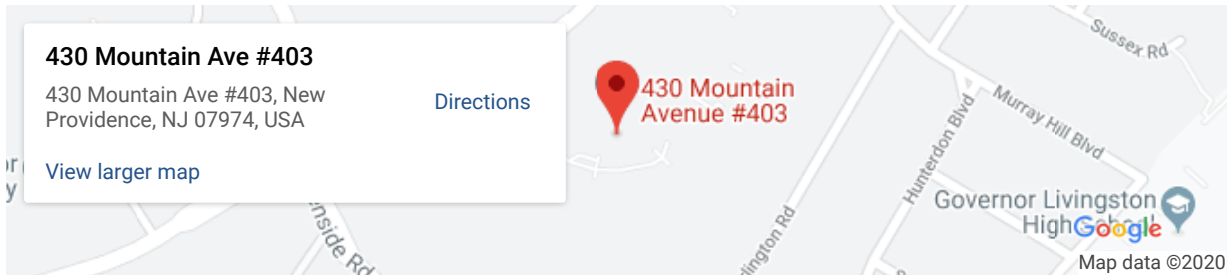 430 Mountain Ave #403
430 Mountain Ave #403, New
Providence, NJ 07974, USA
Directions
View larger map
430 Mountain
Avenue #403
Sussex Rd
Murray Hill Blvd
Hunterdon Blvd
Governor Livingston
High School
Google
Map data ©2020